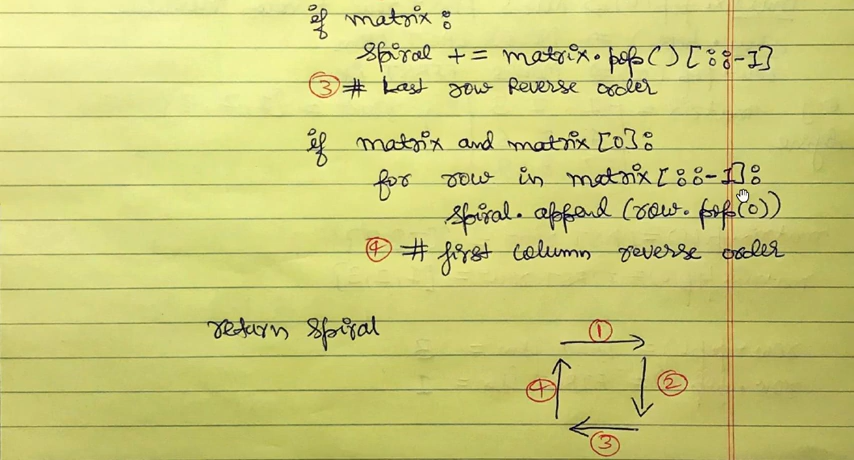 if matrix:
spiral += matrix.pop()[::-1]
③ # Last row Reverse order
if matrix and matrix[0]:
for row in matrix[::-1]:
spiral.append(row.pop(0))
④ # first column reverse order
return spiral
①
④ ②
③